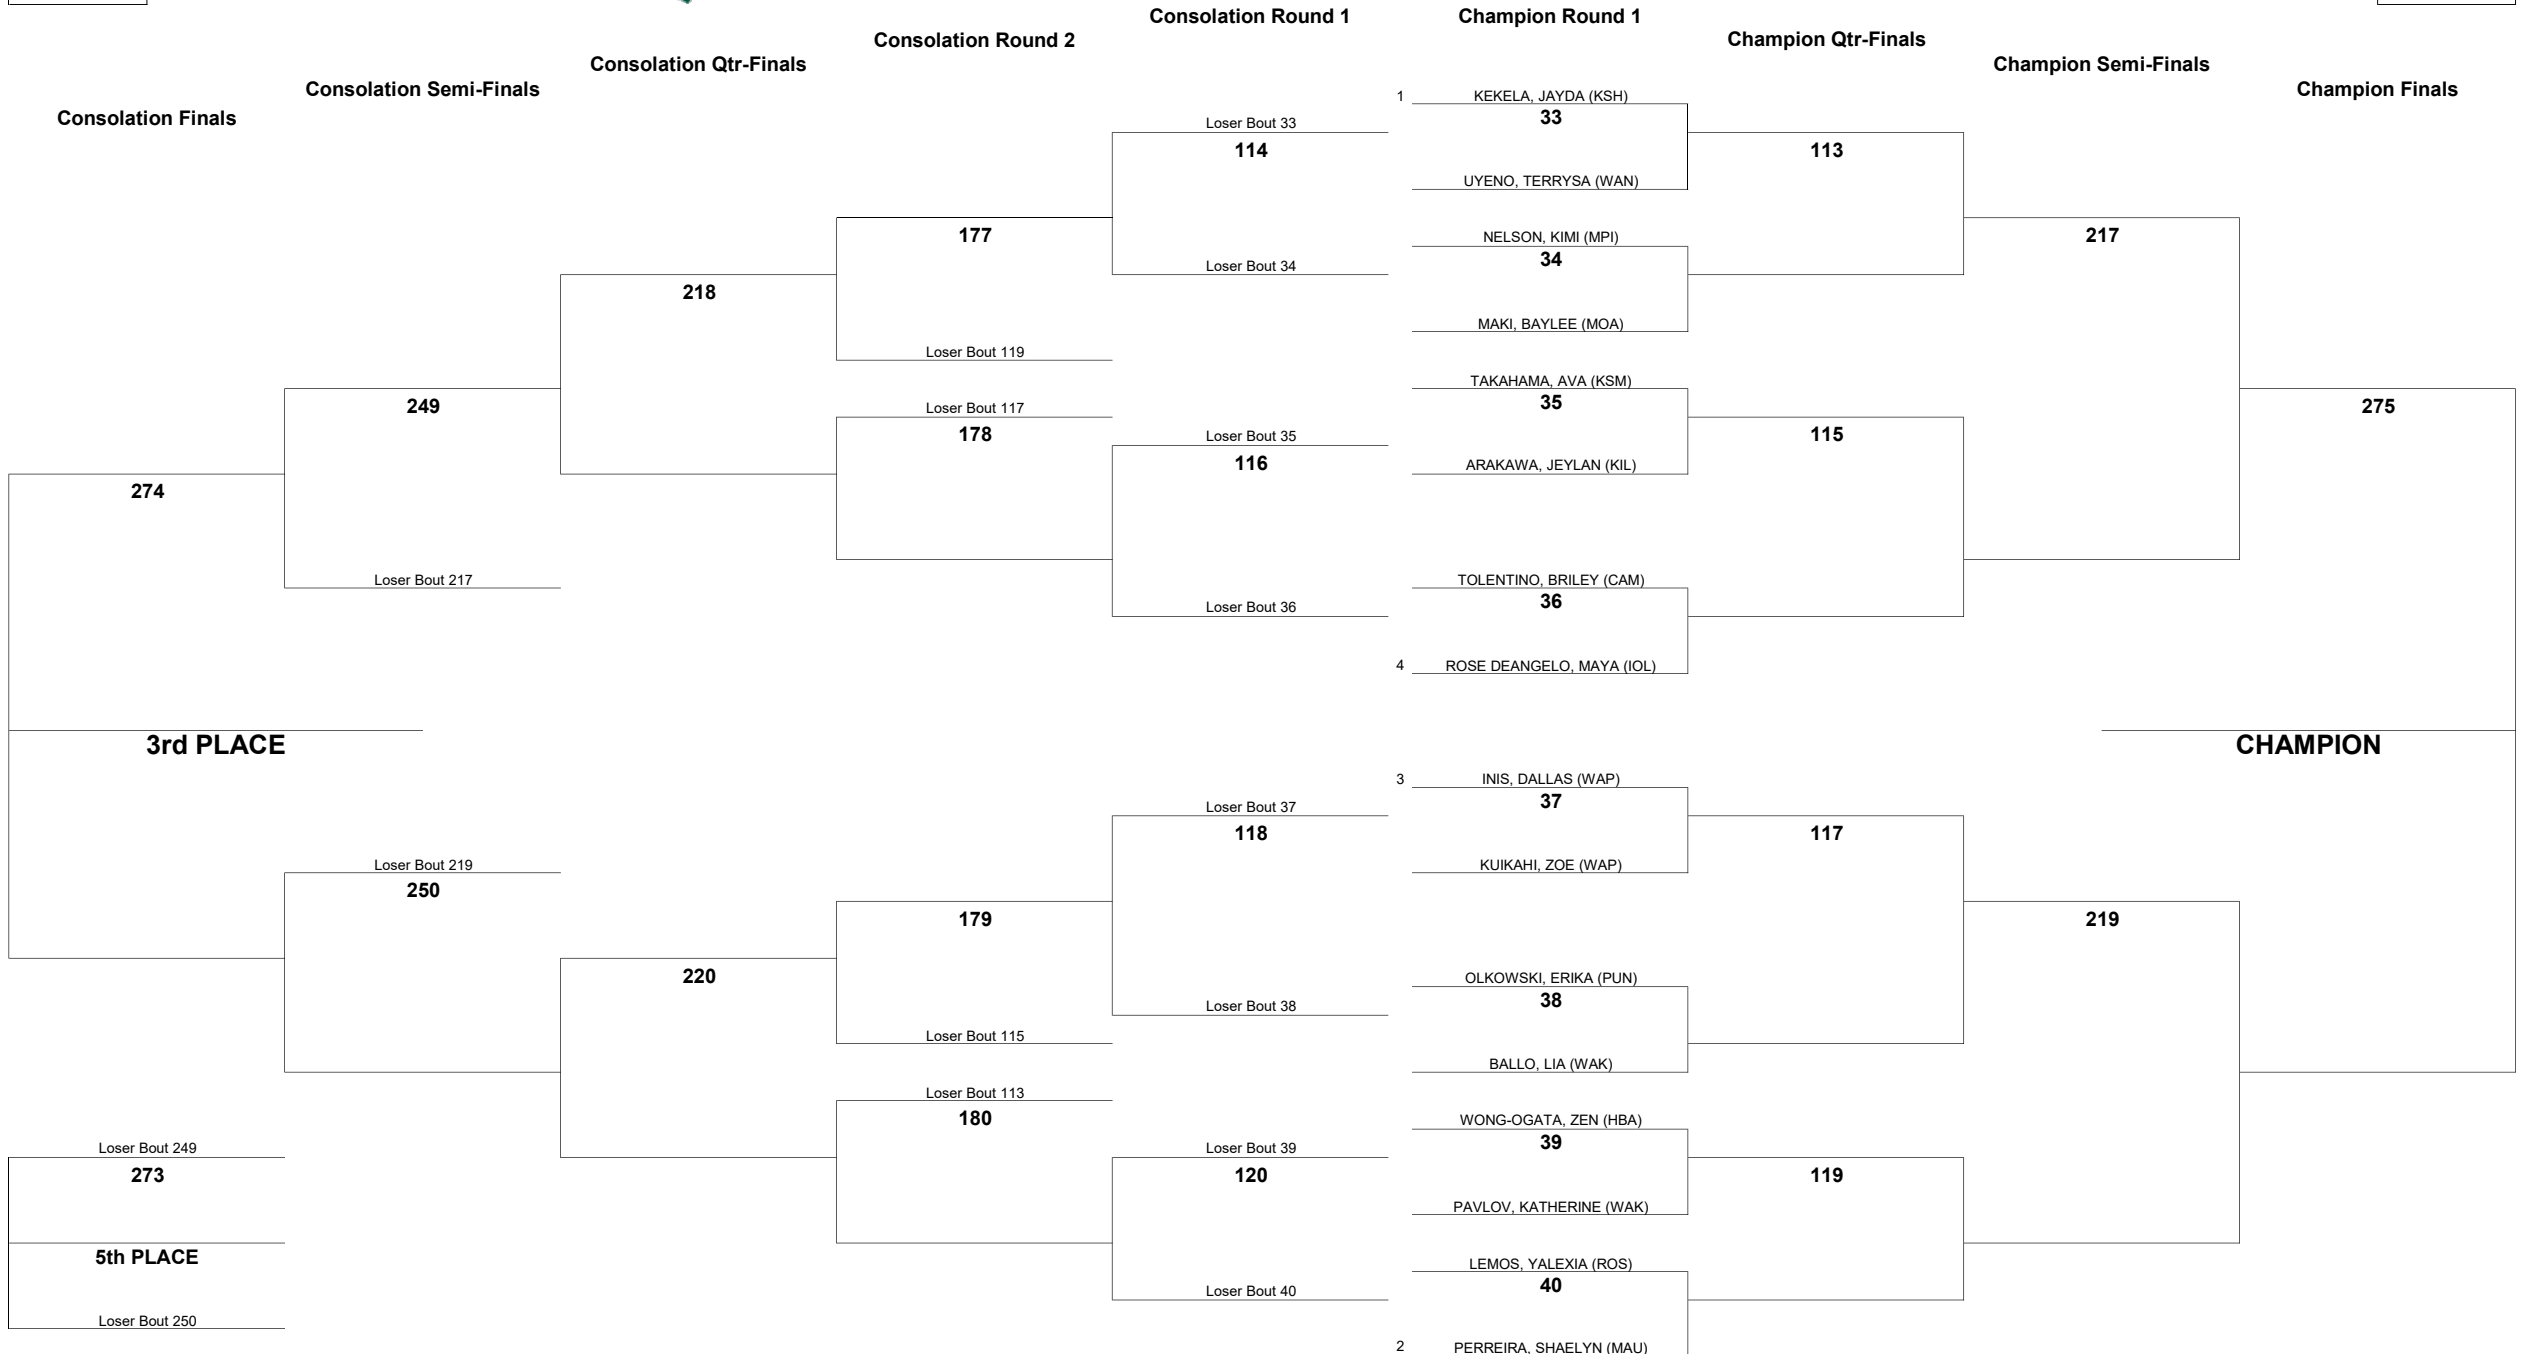 Consolation Round 1
Champion Round 1
Consolation Round 2
Champion Qtr-Finals
Consolation Qtr-Finals
Champion Semi-Finals
Consolation Semi-Finals
Champion Finals
Consolation Finals
1 KEKELA, JAYDA (KSH)
33
Loser Bout 33
114
113
UYENO, TERRYSA (WAN)
177
NELSON, KIMI (MPI)
217
34
Loser Bout 34
218
MAKI, BAYLEE (MOA)
Loser Bout 119
TAKAHAMA, AVA (KSM)
249
Loser Bout 117
35
275
178
Loser Bout 35
115
116
ARAKAWA, JEYLAN (KIL)
274
Loser Bout 217
TOLENTINO, BRILEY (CAM)
36
Loser Bout 36
4 ROSE DEANGELO, MAYA (IOL)
3rd PLACE
CHAMPION
3 INIS, DALLAS (WAP)
37
Loser Bout 37
118
117
Loser Bout 219
KUIKAHI, ZOE (WAP)
250
179
219
220
OLKOWSKI, ERIKA (PUN)
38
Loser Bout 38
Loser Bout 115
BALLO, LIA (WAK)
Loser Bout 113
180
WONG-OGATA, ZEN (HBA)
39
Loser Bout 249
Loser Bout 39
273
120
119
PAVLOV, KATHERINE (WAK)
5th PLACE
LEMOS, YALEXIA (ROS)
40
Loser Bout 40
Loser Bout 250
2 PERREIRA, SHAELYN (MAU)